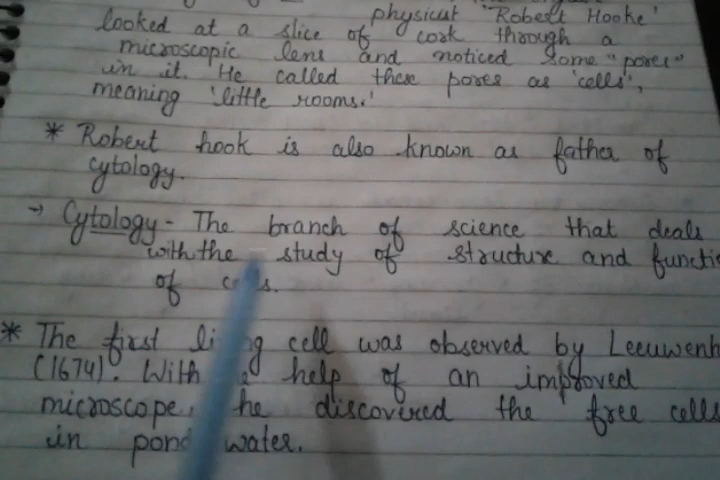 physicist 'Robert Hooke'
looked at a slice of cork through a
microscopic lens and noticed some "pores"
in it. He called these pores as 'cells',
meaning 'little rooms.'
* Robert hook is also known as father of
cytology.
→ Cytology - The branch of science that deals
with the study of structure and functi
of
* The first cell was observed by Leeuwenh
(1674). With help of an improved
microscope, he discovered the free cells
in pond water.